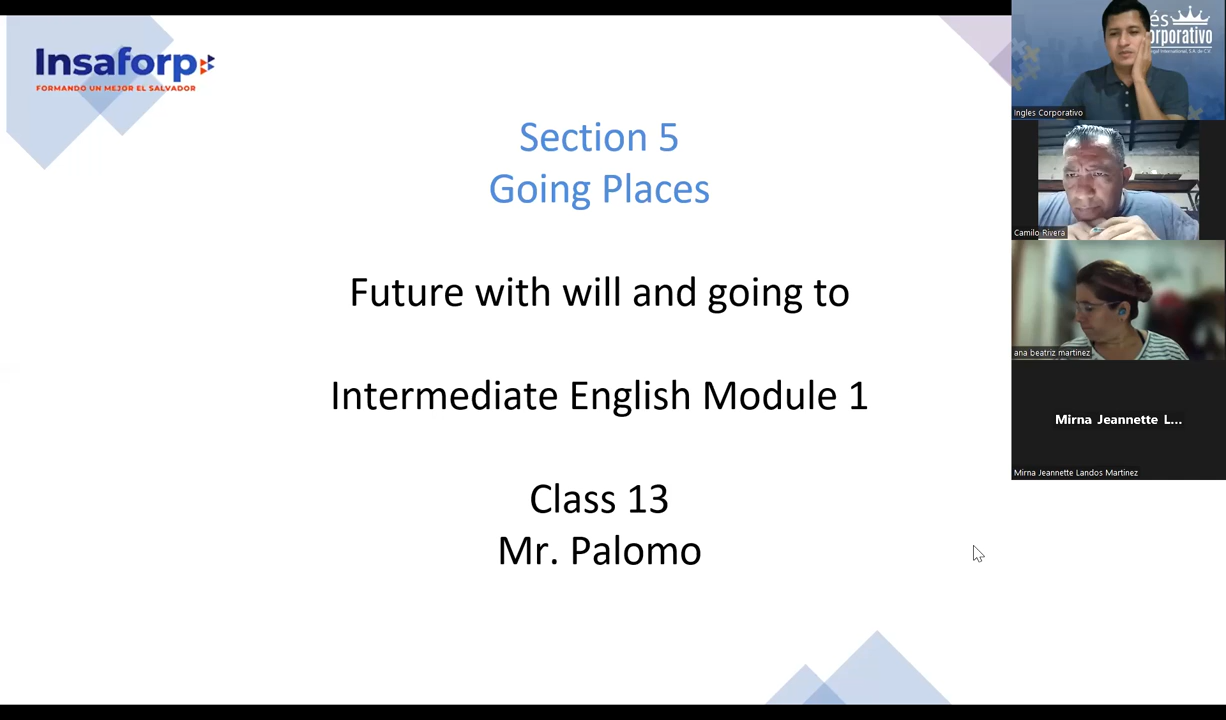 Insaforp
FORMANDO UN MEJOR EL SALVADOR
Section 5
Going Places
Future with will and going to
Intermediate English Module 1
Class 13
Mr. Palomo
Ingles Corporativo
Camilo Rivera
ana beatriz martinez
Mirna Jeannette L...
Mirna Jeannette Landos Martinez